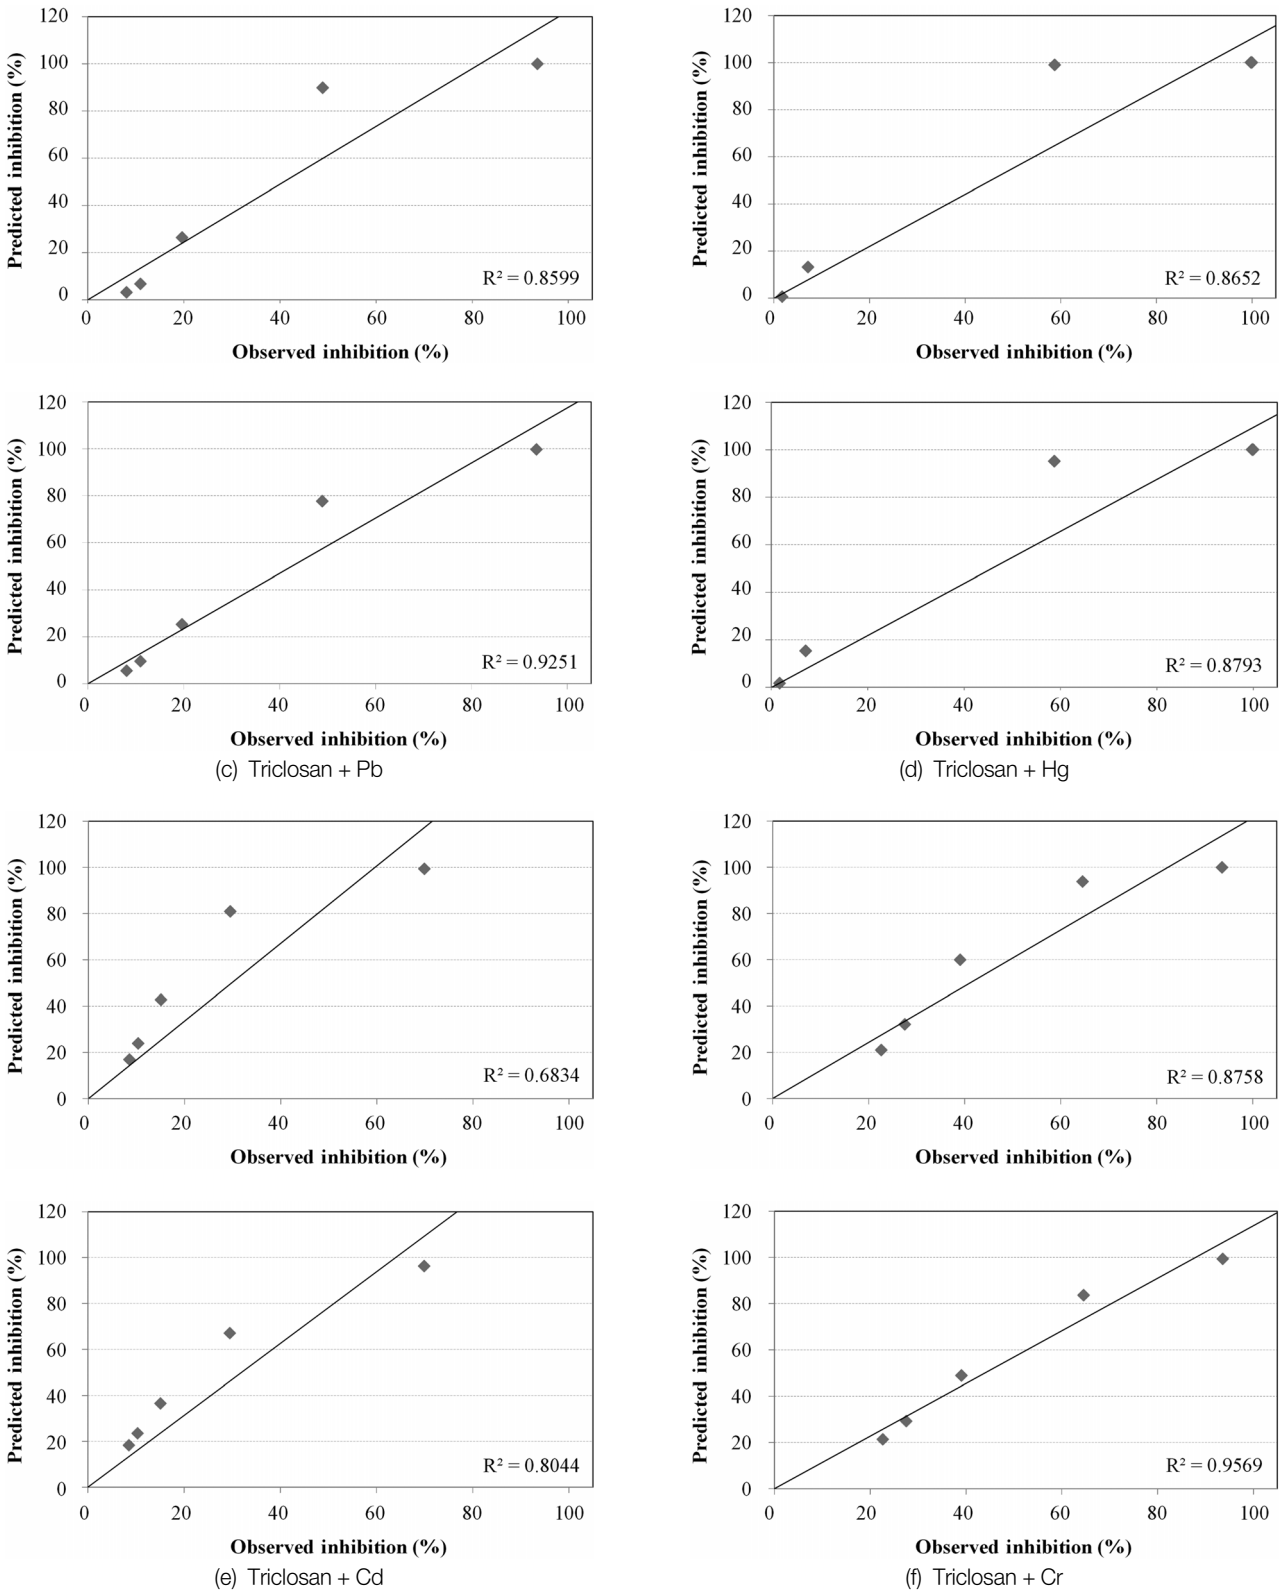 120
100
80
60
40
20
0
Predicted inhibition (%)
R² = 0.8599
0 20 40 60 80 100
Observed inhibition (%)
120
100
80
60
40
20
0
Predicted inhibition (%)
R² = 0.8652
0 20 40 60 80 100
Observed inhibition (%)
120
100
80
60
40
20
0
Predicted inhibition (%)
R² = 0.9251
0 20 40 60 80 100
Observed inhibition (%)
(c) Triclosan + Pb
120
100
80
60
40
20
0
Predicted inhibition (%)
R² = 0.8793
0 20 40 60 80 100
Observed inhibition (%)
(d) Triclosan + Hg
120
100
80
60
40
20
0
Predicted inhibition (%)
R² = 0.6834
0 20 40 60 80 100
Observed inhibition (%)
120
100
80
60
40
20
0
Predicted inhibition (%)
R² = 0.8758
0 20 40 60 80 100
Observed inhibition (%)
120
100
80
60
40
20
0
Predicted inhibition (%)
R² = 0.8044
0 20 40 60 80 100
Observed inhibition (%)
(e) Triclosan + Cd
120
100
80
60
40
20
0
Predicted inhibition (%)
R² = 0.9569
0 20 40 60 80 100
Observed inhibition (%)
(f) Triclosan + Cr